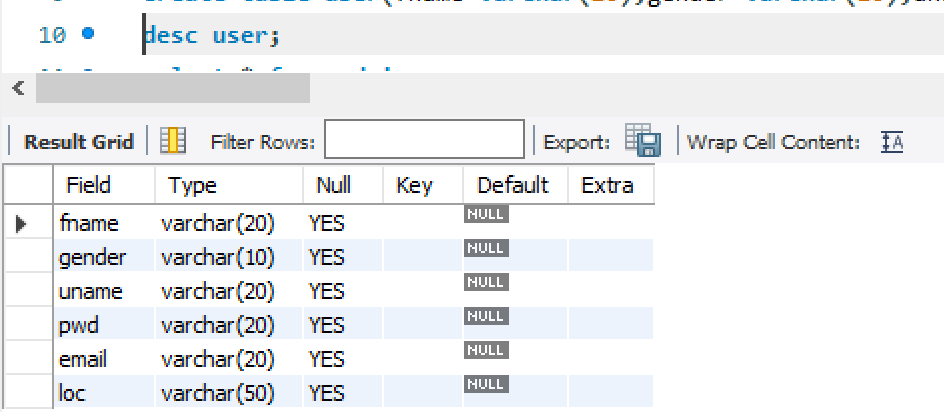 10 desc user;
Result Grid Filter Rows: Export: Wrap Cell Content:
Field Type Null Key Default Extra
fname varchar(20) YES NULL
gender varchar(10) YES NULL
uname varchar(20) YES NULL
pwd varchar(20) YES NULL
email varchar(20) YES NULL
loc varchar(50) YES NULL